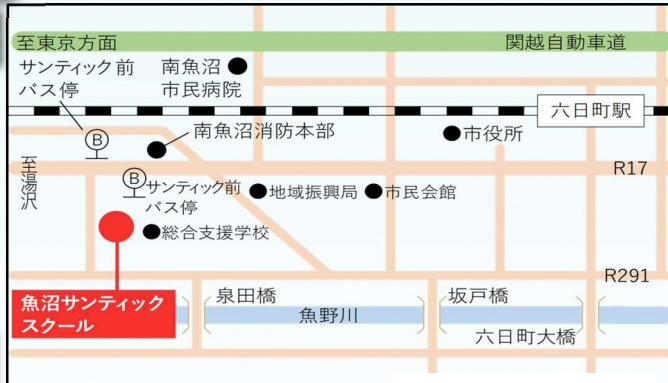 至東京方面
関越自動車道
サンティック前
バス停
南魚沼
市民病院
六日町駅
B
南魚沼消防本部
市役所
至湯沢
R17
B
サンティック前
バス停
地域振興局
市民会館
総合支援学校
R291
魚沼サンティック
スクール
泉田橋
魚野川
坂戸橋
六日町大橋